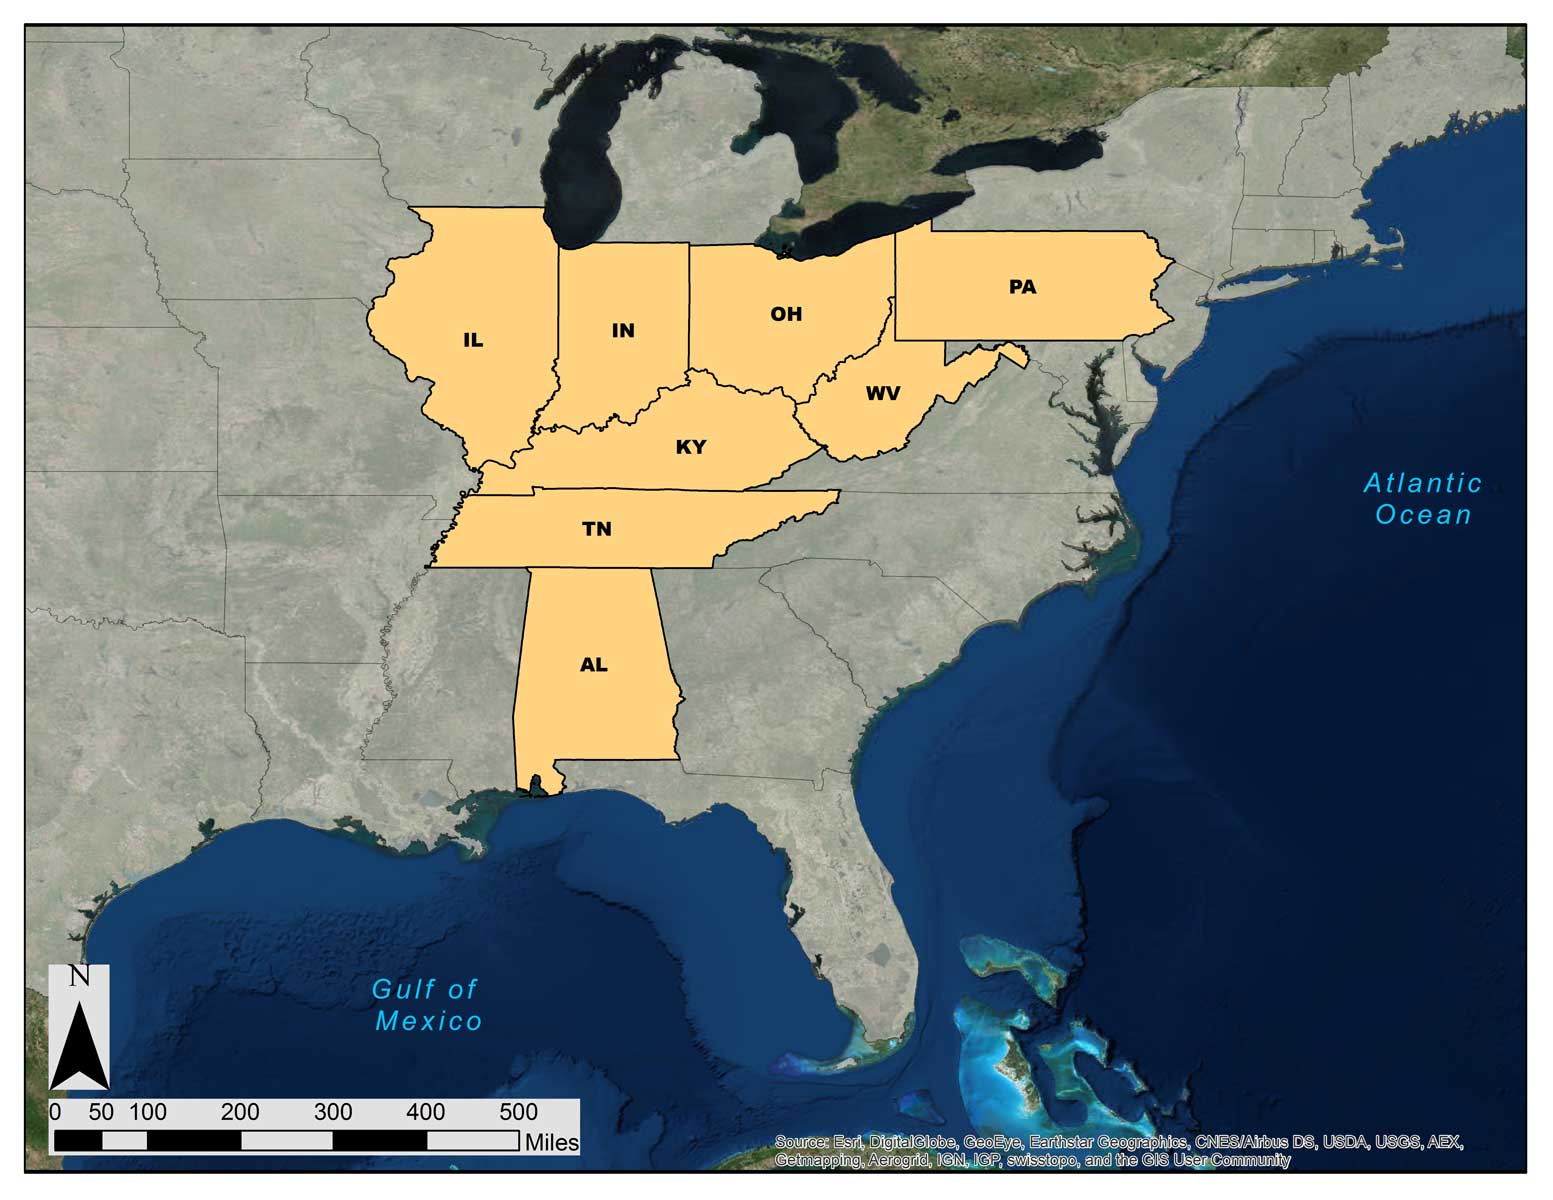 PA
OH
IN
IL
WV
KY
Atlantic
Ocean
TN
AL
N
Gulf of
Mexico
0 50 100 200 300 400 500
Miles
Source: Esri, DigitalGlobe, GeoEye, Earthstar Geographics, CNES/Airbus DS, USDA, USGS, AEX,
Getmapping, Aerogrid, IGN, IGP, swisstopo, and the GIS User Community